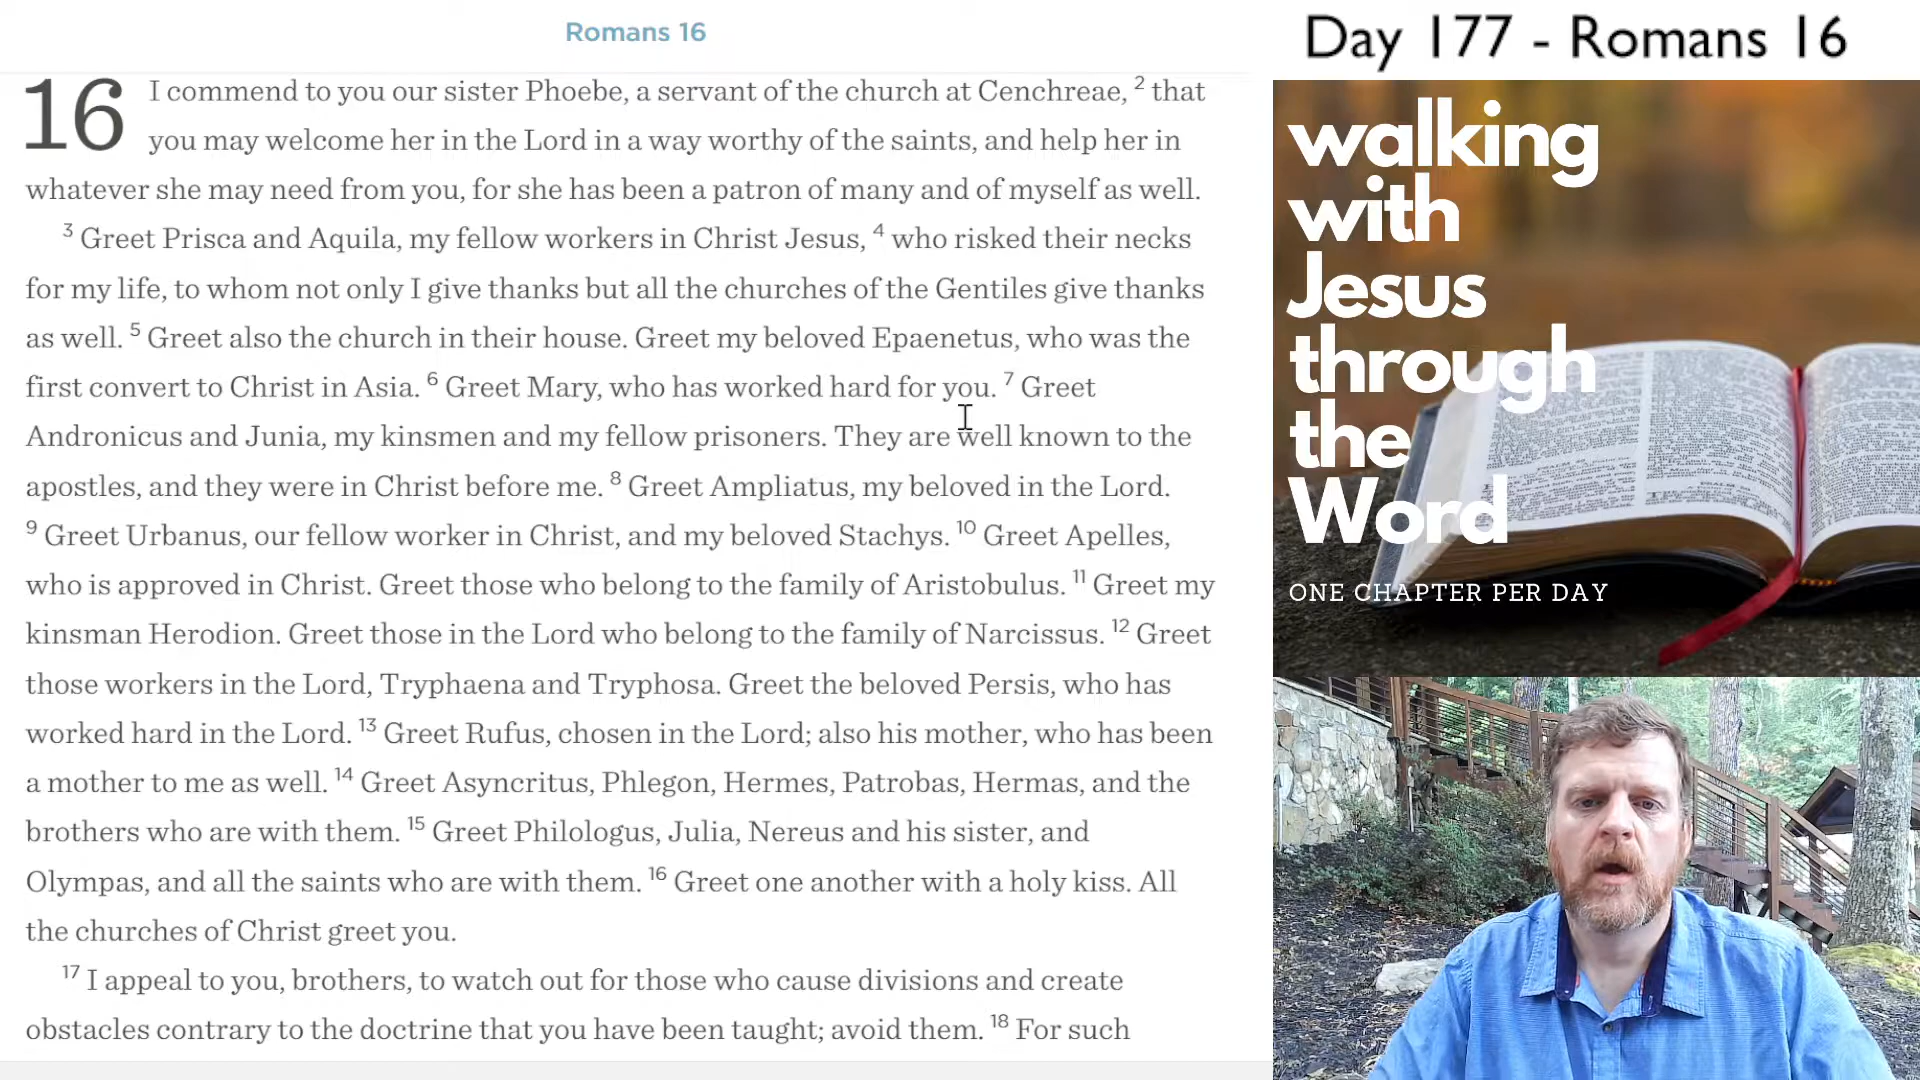 Romans 16
16 I commend to you our sister Phoebe, a servant of the church at Cenchreae, 2 that
you may welcome her in the Lord in a way worthy of the saints, and help her in
whatever she may need from you, for she has been a patron of many and of myself as well.
3 Greet Prisca and Aquila, my fellow workers in Christ Jesus, 4 who risked their necks
for my life, to whom not only I give thanks but all the churches of the Gentiles give thanks
as well. 5 Greet also the church in their house. Greet my beloved Epaenetus, who was the
first convert to Christ in Asia. 6 Greet Mary, who has worked hard for you. 7 Greet
Andronicus and Junia, my kinsmen and my fellow prisoners. They are well known to the
apostles, and they were in Christ before me. 8 Greet Ampliatus, my beloved in the Lord.
9 Greet Urbanus, our fellow worker in Christ, and my beloved Stachys. 10 Greet Apelles,
who is approved in Christ. Greet those who belong to the family of Aristobulus. 11 Greet my
kinsman Herodion. Greet those in the Lord who belong to the family of Narcissus. 12 Greet
those workers in the Lord, Tryphaena and Tryphosa. Greet the beloved Persis, who has
worked hard in the Lord. 13 Greet Rufus, chosen in the Lord; also his mother, who has been
a mother to me as well. 14 Greet Asyncritus, Phlegon, Hermes, Patrobas, Hermas, and the
brothers who are with them. 15 Greet Philologus, Julia, Nereus and his sister, and
Olympas, and all the saints who are with them. 16 Greet one another with a holy kiss. All
the churches of Christ greet you.
17 I appeal to you, brothers, to watch out for those who cause divisions and create
obstacles contrary to the doctrine that you have been taught; avoid them. 18 For such
Day 177 - Romans 16
walking
with
Jesus
through
the
Word
ONE CHAPTER PER DAY